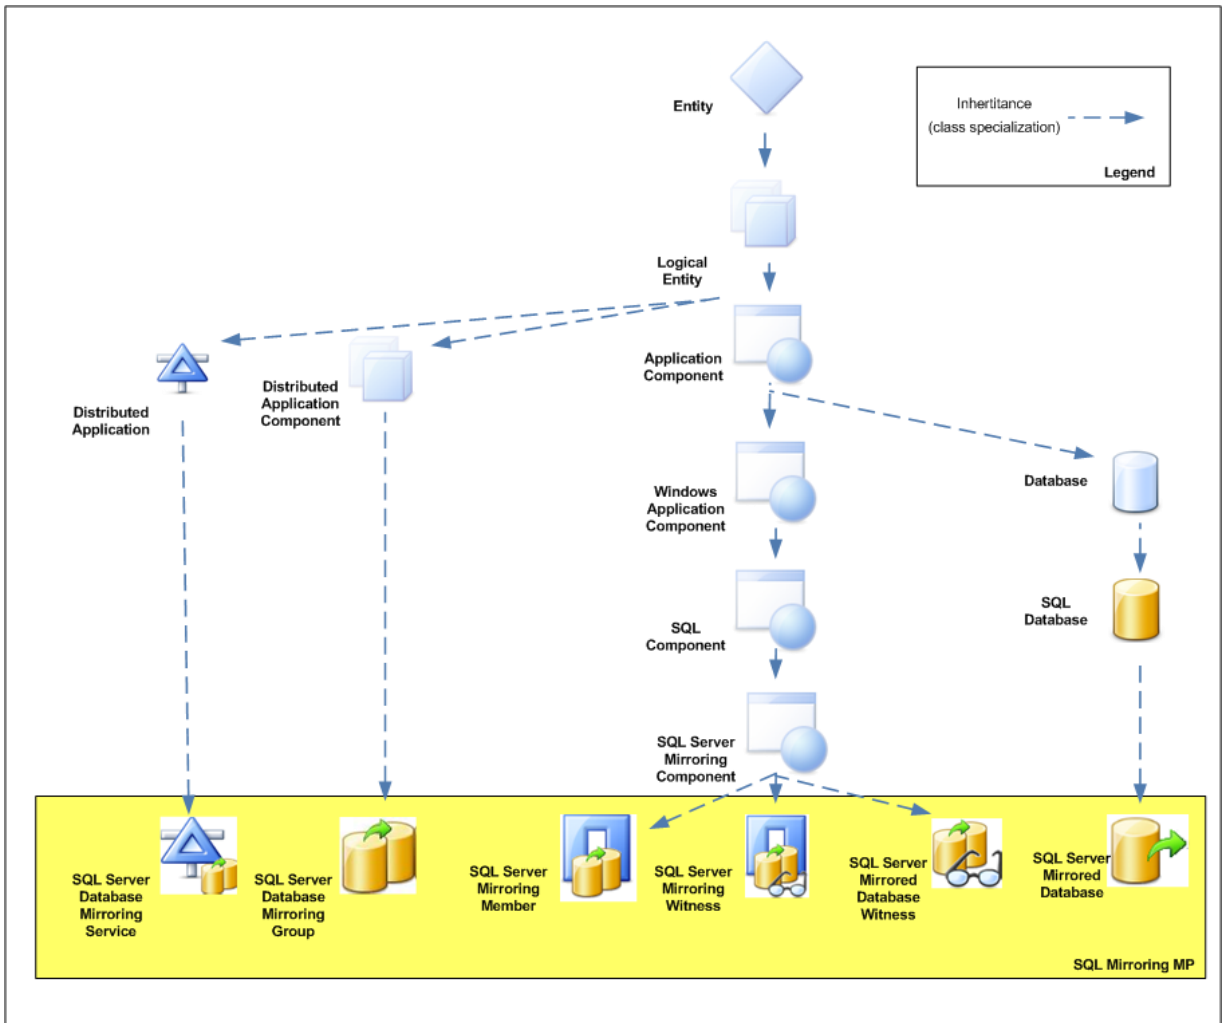 Entity
Inhertitance
(class specialization)
Legend
Logical
Entity
Application
Component
Distributed
Application
Component
Distributed
Application
Windows
Application
Component
Database
SQL
Component
SQL
Database
SQL Server
Mirroring
Component
SQL Server
Database
Mirroring
Service
SQL Server
Database
Mirroring
Group
SQL Server
Mirroring
Member
SQL Server
Mirroring
Witness
SQL Server
Mirrored
Database
Witness
SQL Server
Mirrored
Database
SQL Mirroring MP